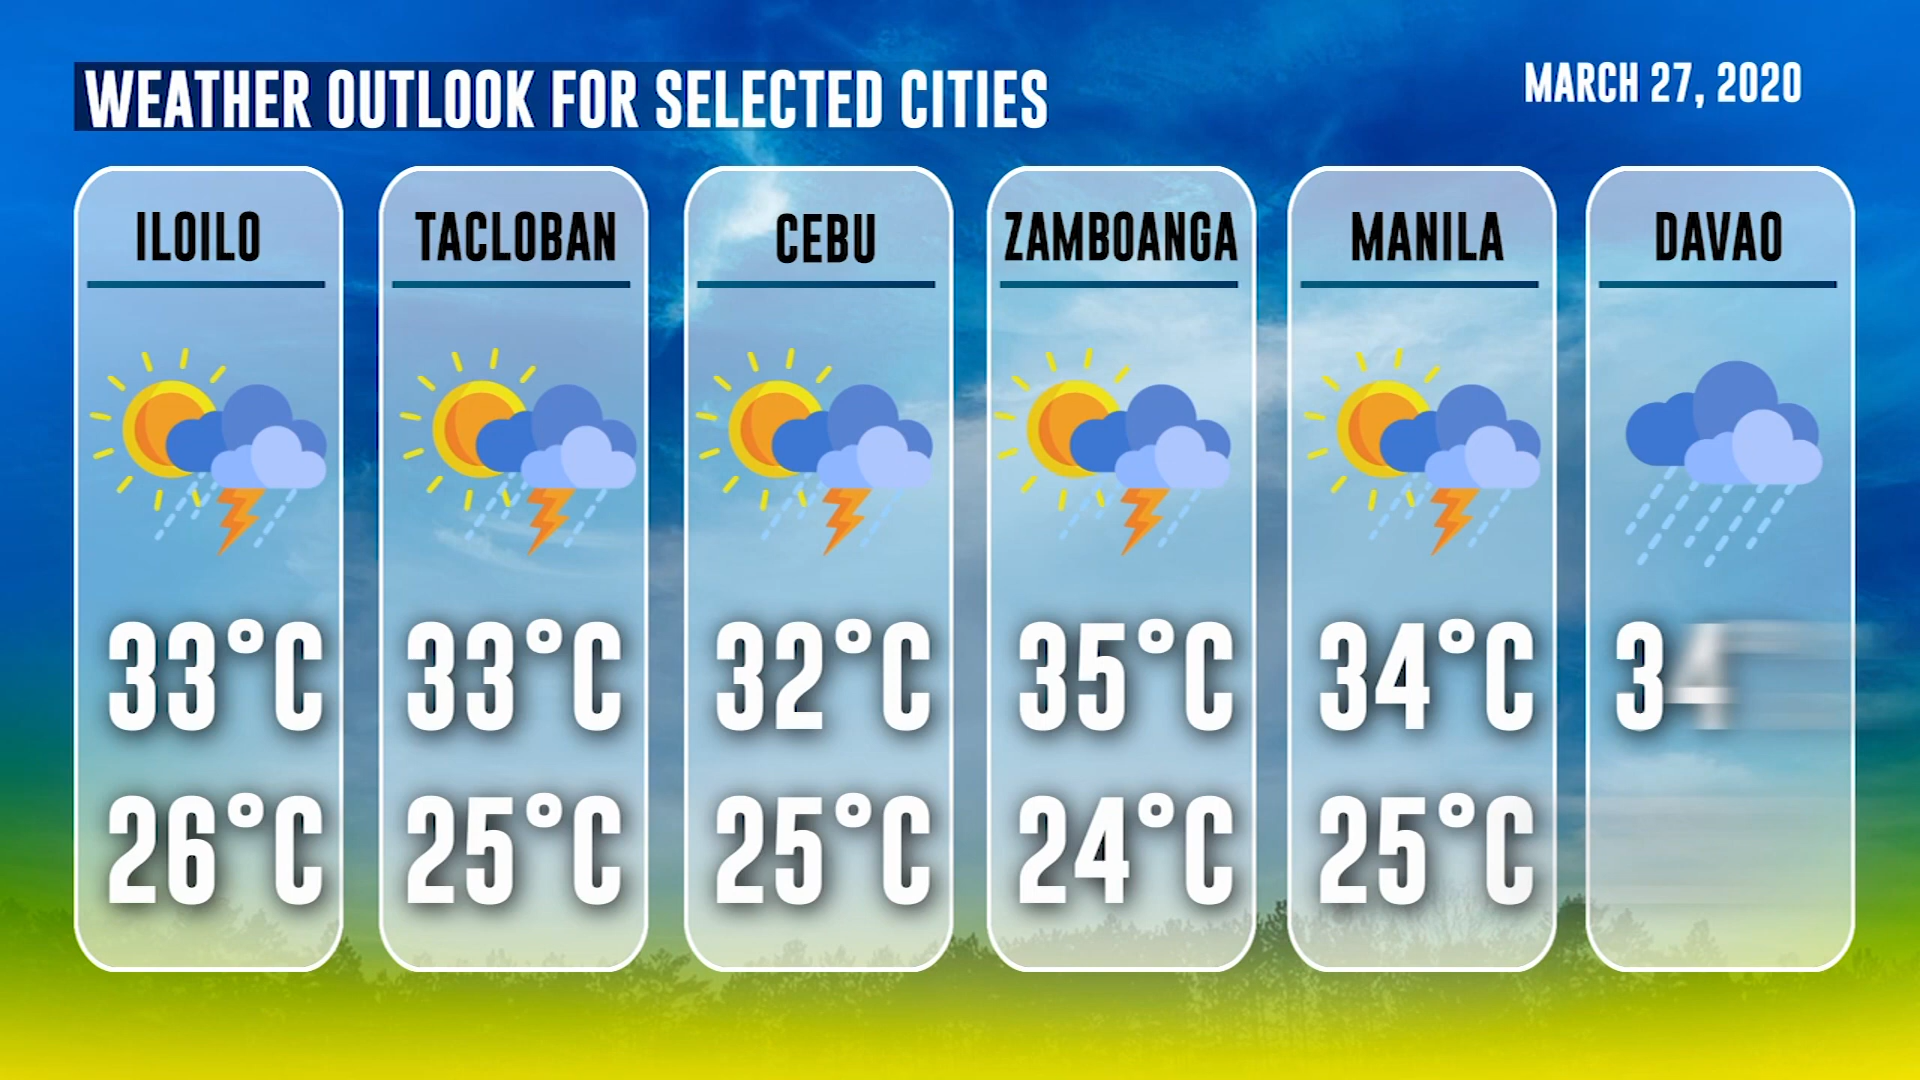 WEATHER OUTLOOK FOR SELECTED CITIES
MARCH 27, 2020
ILOILO
33°C
26°C
TACLOBAN
33°C
25°C
CEBU
32°C
25°C
ZAMBOANGA
35°C
24°C
MANILA
34°C
25°C
DAVAO
34